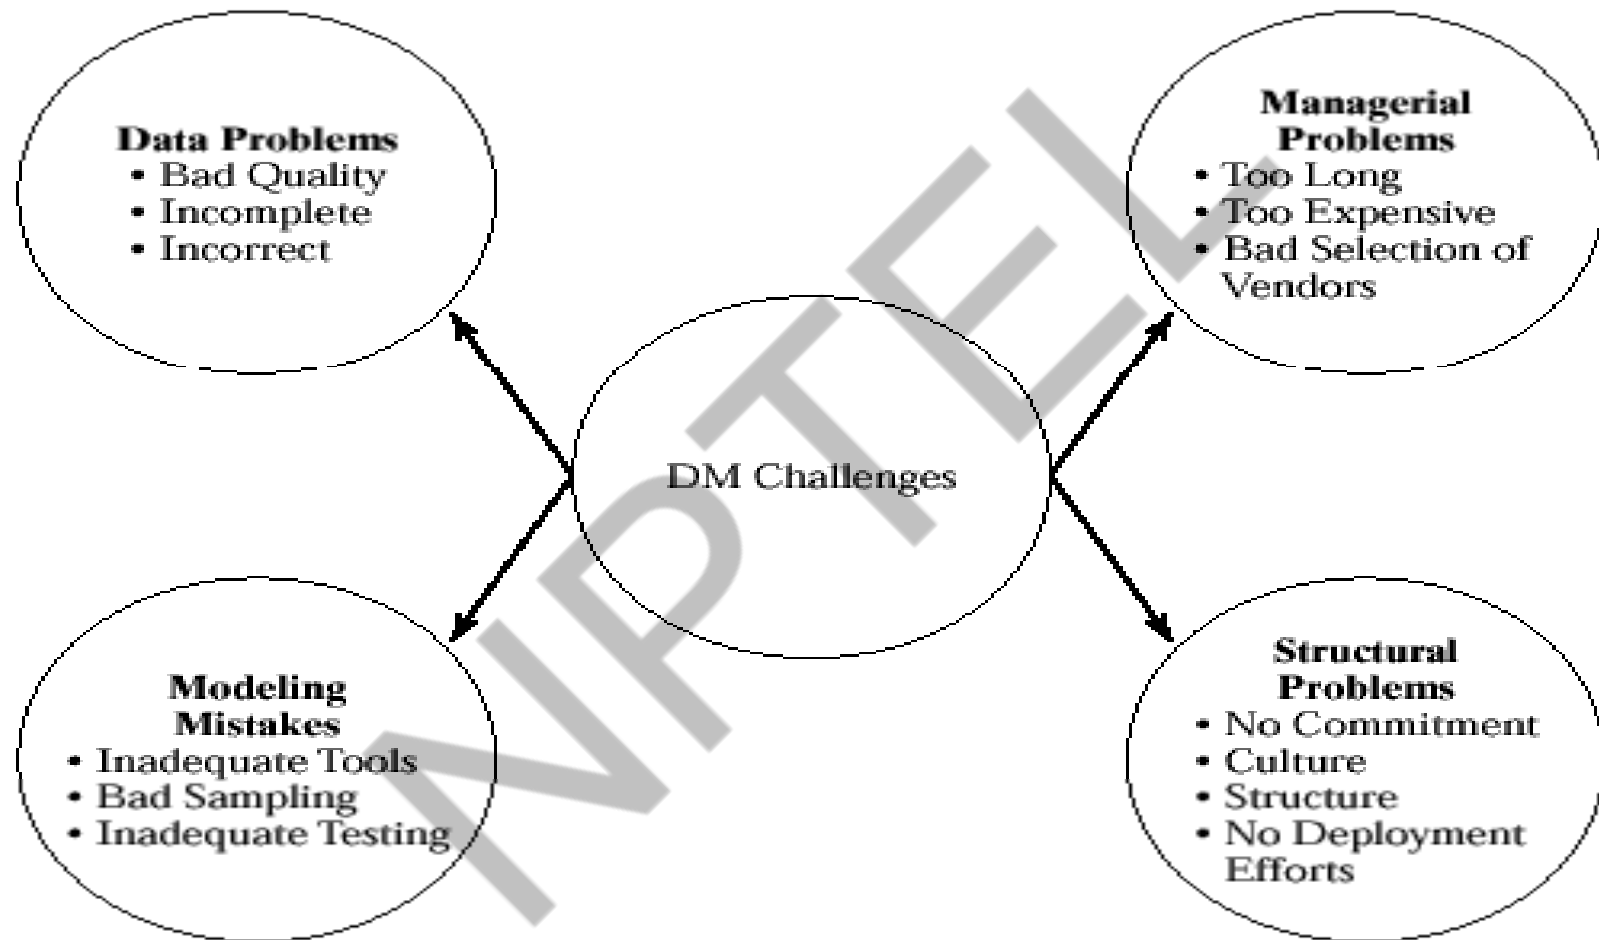 Data Problems
• Bad Quality
• Incomplete
• Incorrect
Managerial
Problems
• Too Long
• Too Expensive
• Bad Selection of
Vendors
DM Challenges
Modeling
Mistakes
• Inadequate Tools
• Bad Sampling
• Inadequate Testing
Structural
Problems
• No Commitment
• Culture
• Structure
• No Deployment
Efforts
NPTEL